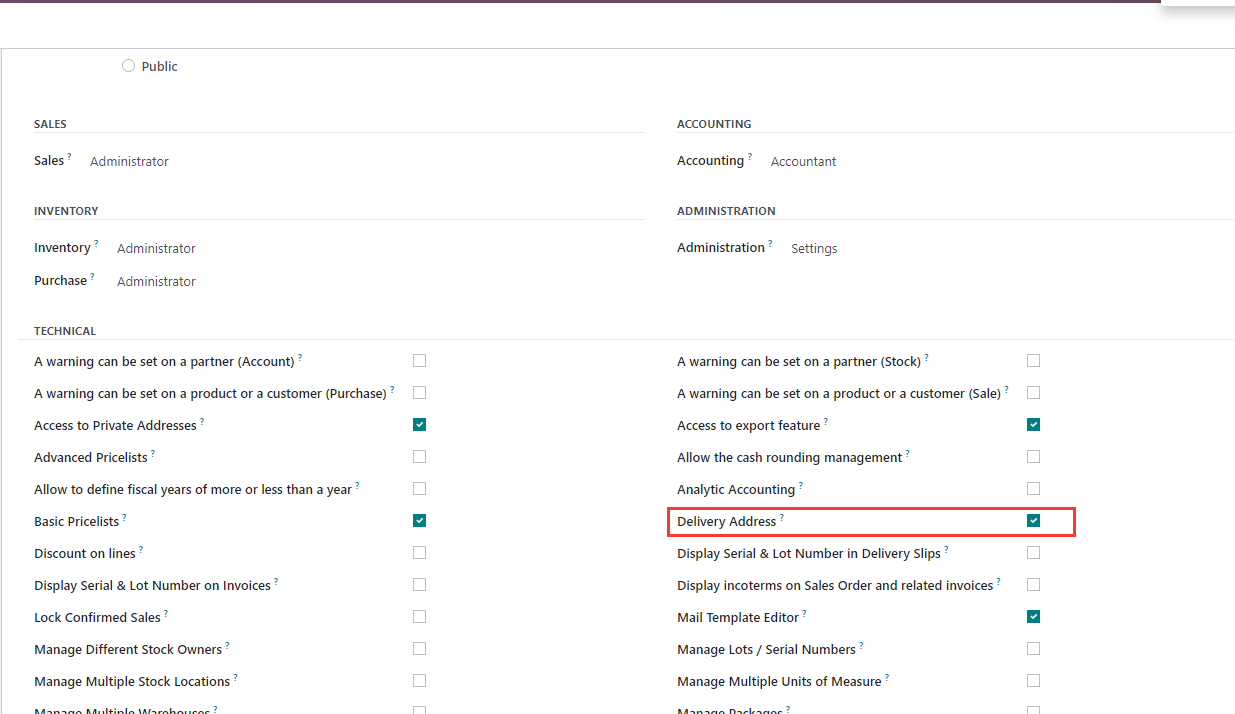 Public
SALES
ACCOUNTING
Sales ? Administrator
Accounting ? Accountant
INVENTORY
ADMINISTRATION
Inventory ? Administrator
Administration ? Settings
Purchase ? Administrator
TECHNICAL
A warning can be set on a partner (Account) ?
A warning can be set on a partner (Stock) ?
A warning can be set on a product or a customer (Purchase) ?
A warning can be set on a product or a customer (Sale) ?
Access to Private Addresses ?
Access to export feature ?
Advanced Pricelists ?
Allow the cash rounding management ?
Allow to define fiscal years of more or less than a year ?
Analytic Accounting ?
Basic Pricelists ?
Delivery Address ?
Discount on lines ?
Display Serial & Lot Number in Delivery Slips ?
Display Serial & Lot Number on Invoices ?
Display incoterms on Sales Order and related invoices ?
Lock Confirmed Sales ?
Mail Template Editor ?
Manage Different Stock Owners ?
Manage Lots / Serial Numbers ?
Manage Multiple Stock Locations ?
Manage Multiple Units of Measure ?
Manage Multiple Warehouses ?
Manage Packages ?